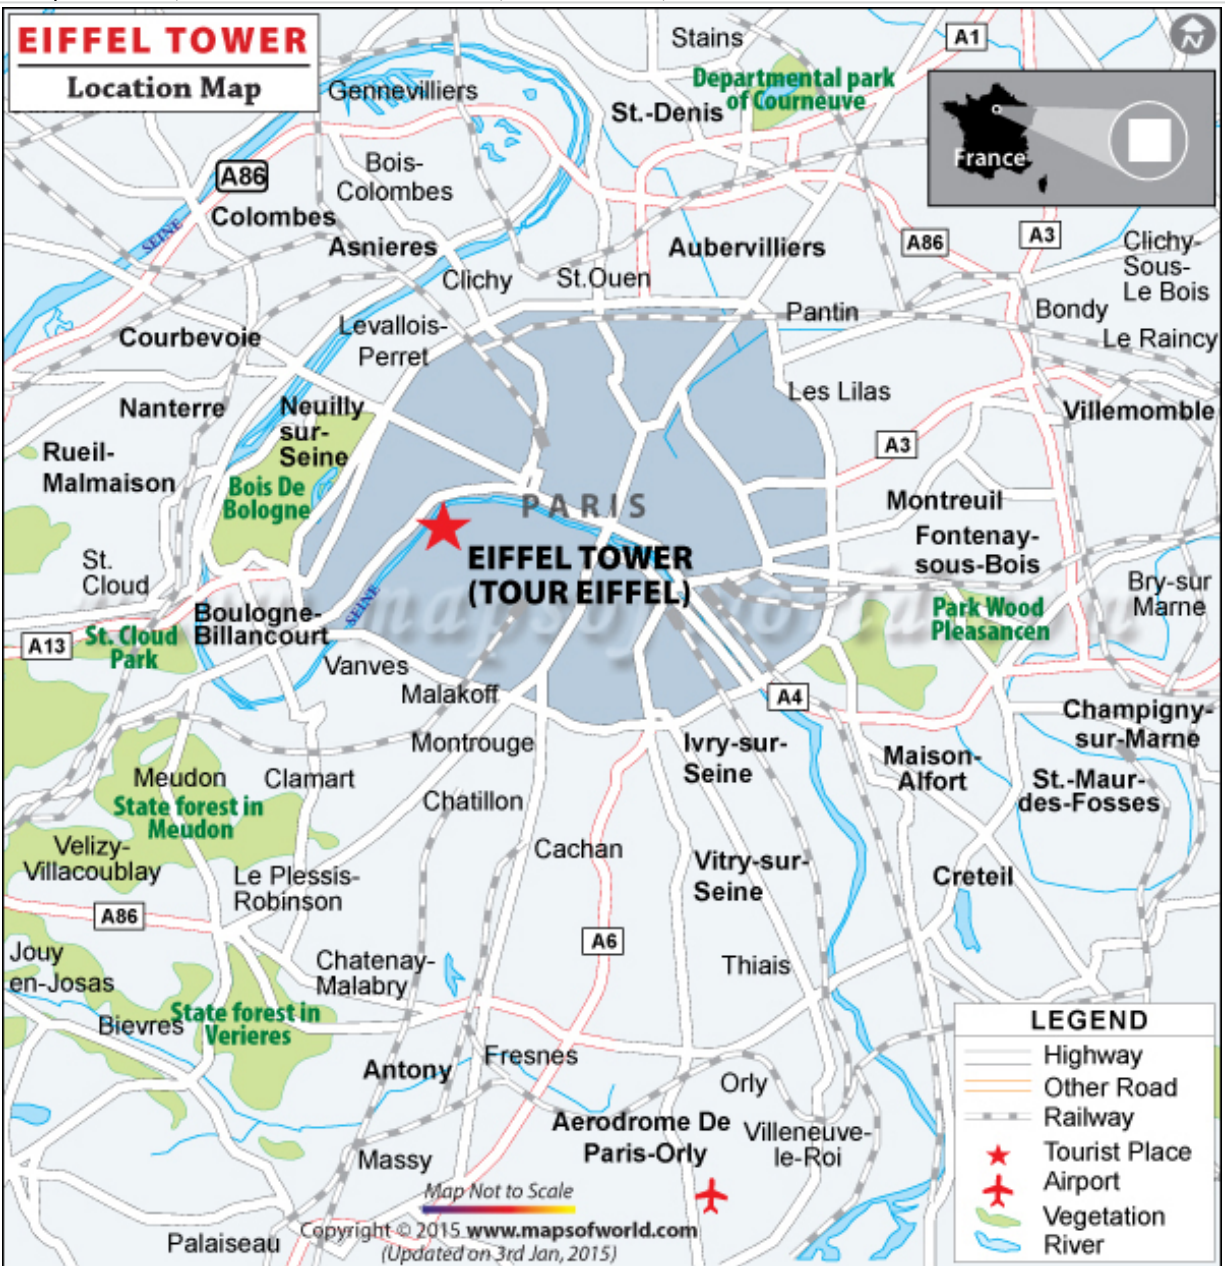 EIFFEL TOWER
Location Map
Stains
A1
N
Gennevilliers
Departmental park
of Courneuve
St.-Denis
France
Bois-
Colombes
A86
Colombes
SEINE
Asnieres
Aubervilliers
A86
A3
Clichy-
Sous-
Le Bois
Clichy
St.Ouen
Pantin
Bondy
Courbevoie
Levallois-
Perret
Le Raincy
Les Lilas
Nanterre
Neuilly
sur-
Seine
Villemomble
Rueil-
Malmaison
A3
Bois De
Bologne
PARIS
Montreuil
EIFFEL TOWER
(TOUR EIFFEL)
Fontenay-
sous-Bois
St.
Cloud
SEINE
Bry-sur
Marne
Boulogne-
Billancourt
Park Wood
Pleasancen
A13
St. Cloud
Park
Vanves
Malakoff
A4
Montrouge
Ivry-sur-
Seine
Champigny-
sur-Marne
Maison-
Alfort
Meudon
Clamart
St.-Maur-
des-Fosses
State forest in
Meudon
Chatillon
Velizy-
Villacoublay
Cachan
Le Plessis-
Robinson
Vitry-sur-
Seine
Creteil
A86
A6
Jouy
en-Josas
Chatenay-
Malabry
Thiais
Bievres
State forest in
Verieres
Antony
Fresnes
Orly
Aerodrome De
Paris-Orly
Villeneuve-
le-Roi
Massy
Palaiseau
Map Not to Scale
Copyright © 2015 www.mapsofworld.com
(Updated on 3rd Jan, 2015)
LEGEND
Highway
Other Road
Railway
Tourist Place
Airport
Vegetation
River